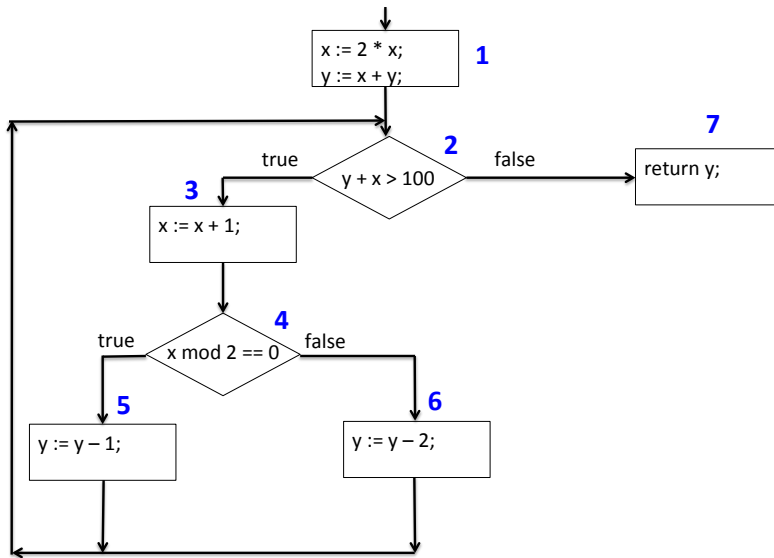 x := 2 * x;
y := x + y;
1
2
7
true
false
y + x > 100
return y;
3
x := x + 1;
4
true
false
x mod 2 == 0
5
6
y := y – 1;
y := y – 2;